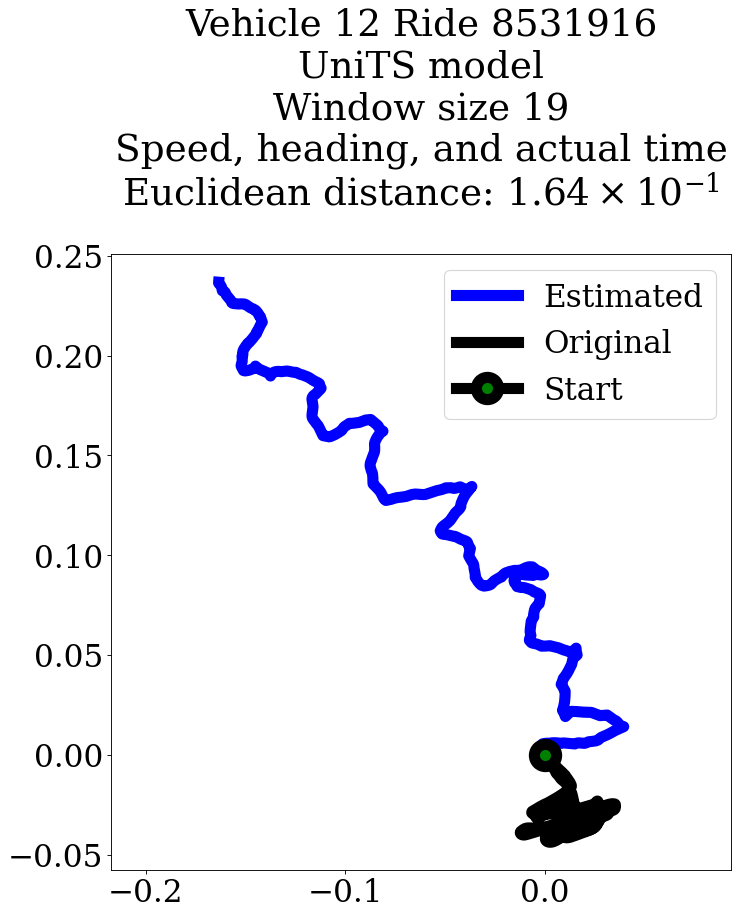 Vehicle 12 Ride 8531916
UniTS model
Window size 19
Speed, heading, and actual time
Euclidean distance: 1.64 × 10⁻¹
0.25
0.20
0.15
0.10
0.05
0.00
−0.05
Estimated
Original
Start
−0.2
−0.1
0.0